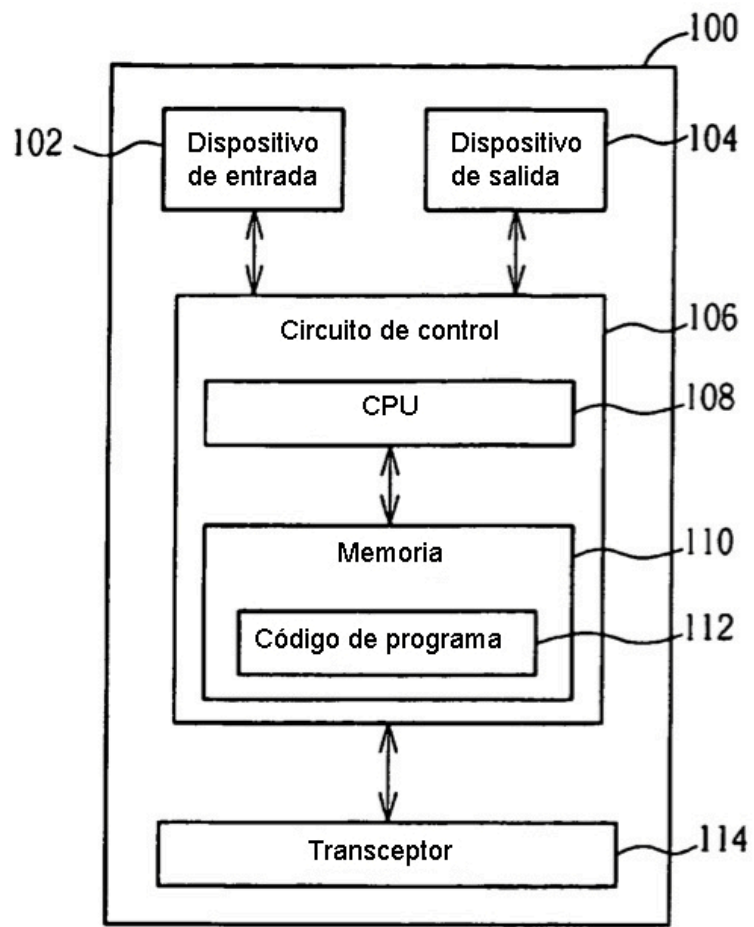 100
102
Dispositivo
de entrada
Dispositivo
de salida
104
Circuito de control
106
CPU
108
Memoria
110
Código de programa
112
Transceptor
114